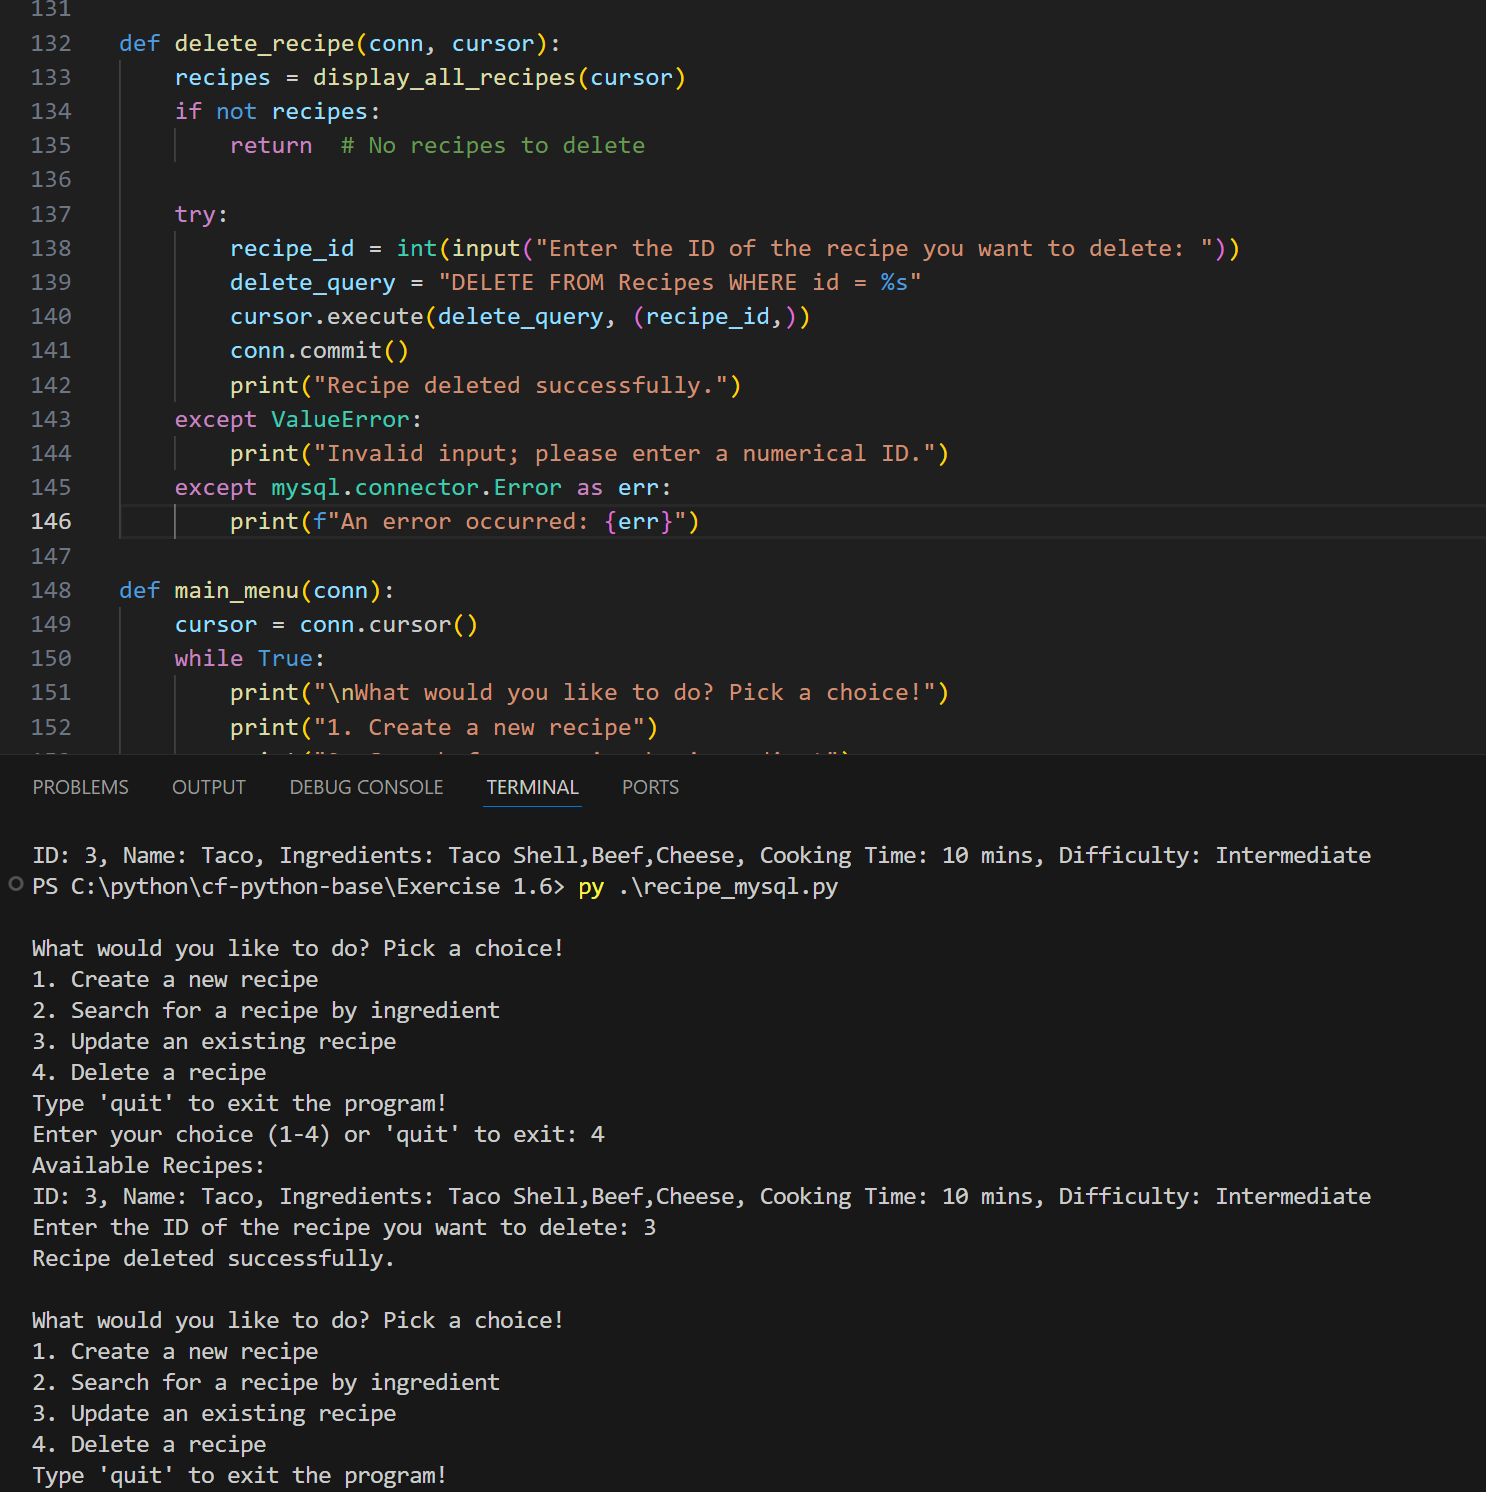 131
132 def delete_recipe(conn, cursor):
133     recipes = display_all_recipes(cursor)
134     if not recipes:
135         return  # No recipes to delete
136
137     try:
138         recipe_id = int(input("Enter the ID of the recipe you want to delete: "))
139         delete_query = "DELETE FROM Recipes WHERE id = %s"
140         cursor.execute(delete_query, (recipe_id,))
141         conn.commit()
142         print("Recipe deleted successfully.")
143     except ValueError:
144         print("Invalid input; please enter a numerical ID.")
145     except mysql.connector.Error as err:
146         print(f"An error occurred: {err}")
147
148 def main_menu(conn):
149     cursor = conn.cursor()
150     while True:
151         print("\nWhat would you like to do? Pick a choice!")
152         print("1. Create a new recipe")
PROBLEMS OUTPUT DEBUG CONSOLE TERMINAL PORTS
ID: 3, Name: Taco, Ingredients: Taco Shell,Beef,Cheese, Cooking Time: 10 mins, Difficulty: Intermediate
PS C:\python\cf-python-base\Exercise 1.6> py .\recipe_mysql.py
What would you like to do? Pick a choice!
1. Create a new recipe
2. Search for a recipe by ingredient
3. Update an existing recipe
4. Delete a recipe
Type 'quit' to exit the program!
Enter your choice (1-4) or 'quit' to exit: 4
Available Recipes:
ID: 3, Name: Taco, Ingredients: Taco Shell,Beef,Cheese, Cooking Time: 10 mins, Difficulty: Intermediate
Enter the ID of the recipe you want to delete: 3
Recipe deleted successfully.
What would you like to do? Pick a choice!
1. Create a new recipe
2. Search for a recipe by ingredient
3. Update an existing recipe
4. Delete a recipe
Type 'quit' to exit the program!